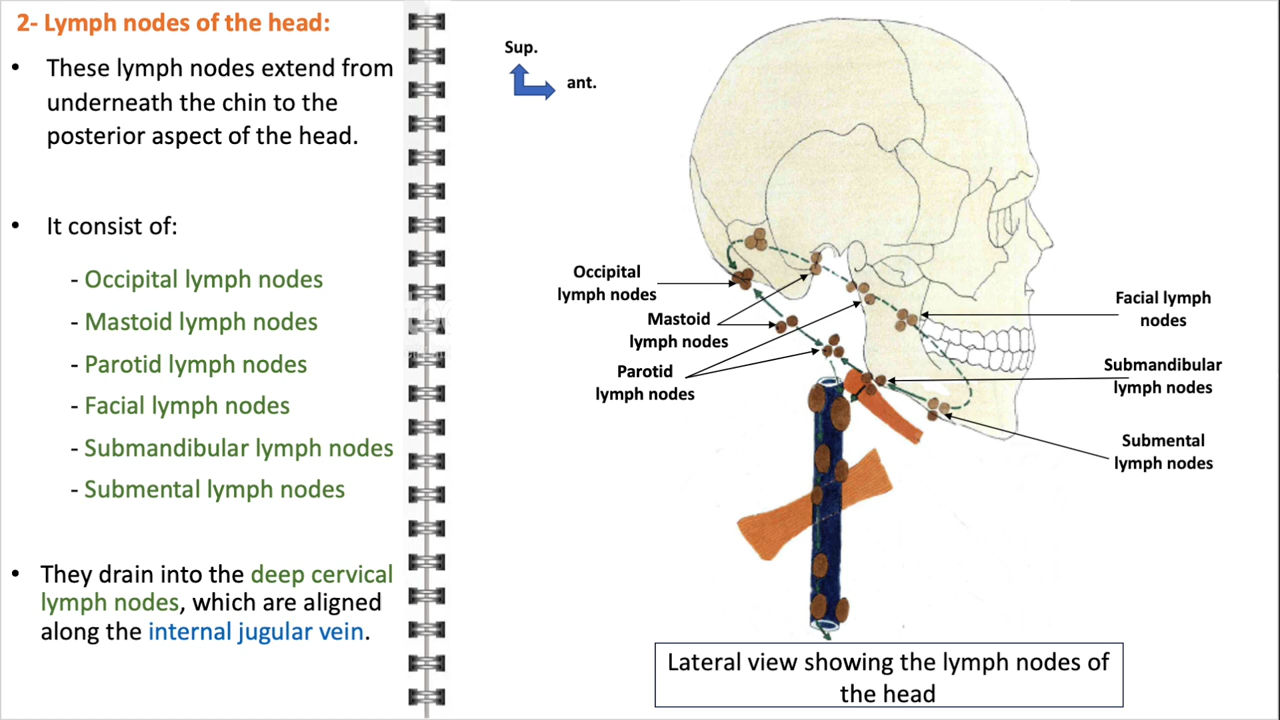 2- Lymph nodes of the head:
• These lymph nodes extend from
underneath the chin to the
posterior aspect of the head.
• It consist of:
- Occipital lymph nodes
- Mastoid lymph nodes
- Parotid lymph nodes
- Facial lymph nodes
- Submandibular lymph nodes
- Submental lymph nodes
• They drain into the deep cervical
lymph nodes, which are aligned
along the internal jugular vein.
Sup.
ant.
Occipital
lymph nodes
Mastoid
lymph nodes
Parotid
lymph nodes
Facial lymph
nodes
Submandibular
lymph nodes
Submental
lymph nodes
Lateral view showing the lymph nodes of
the head